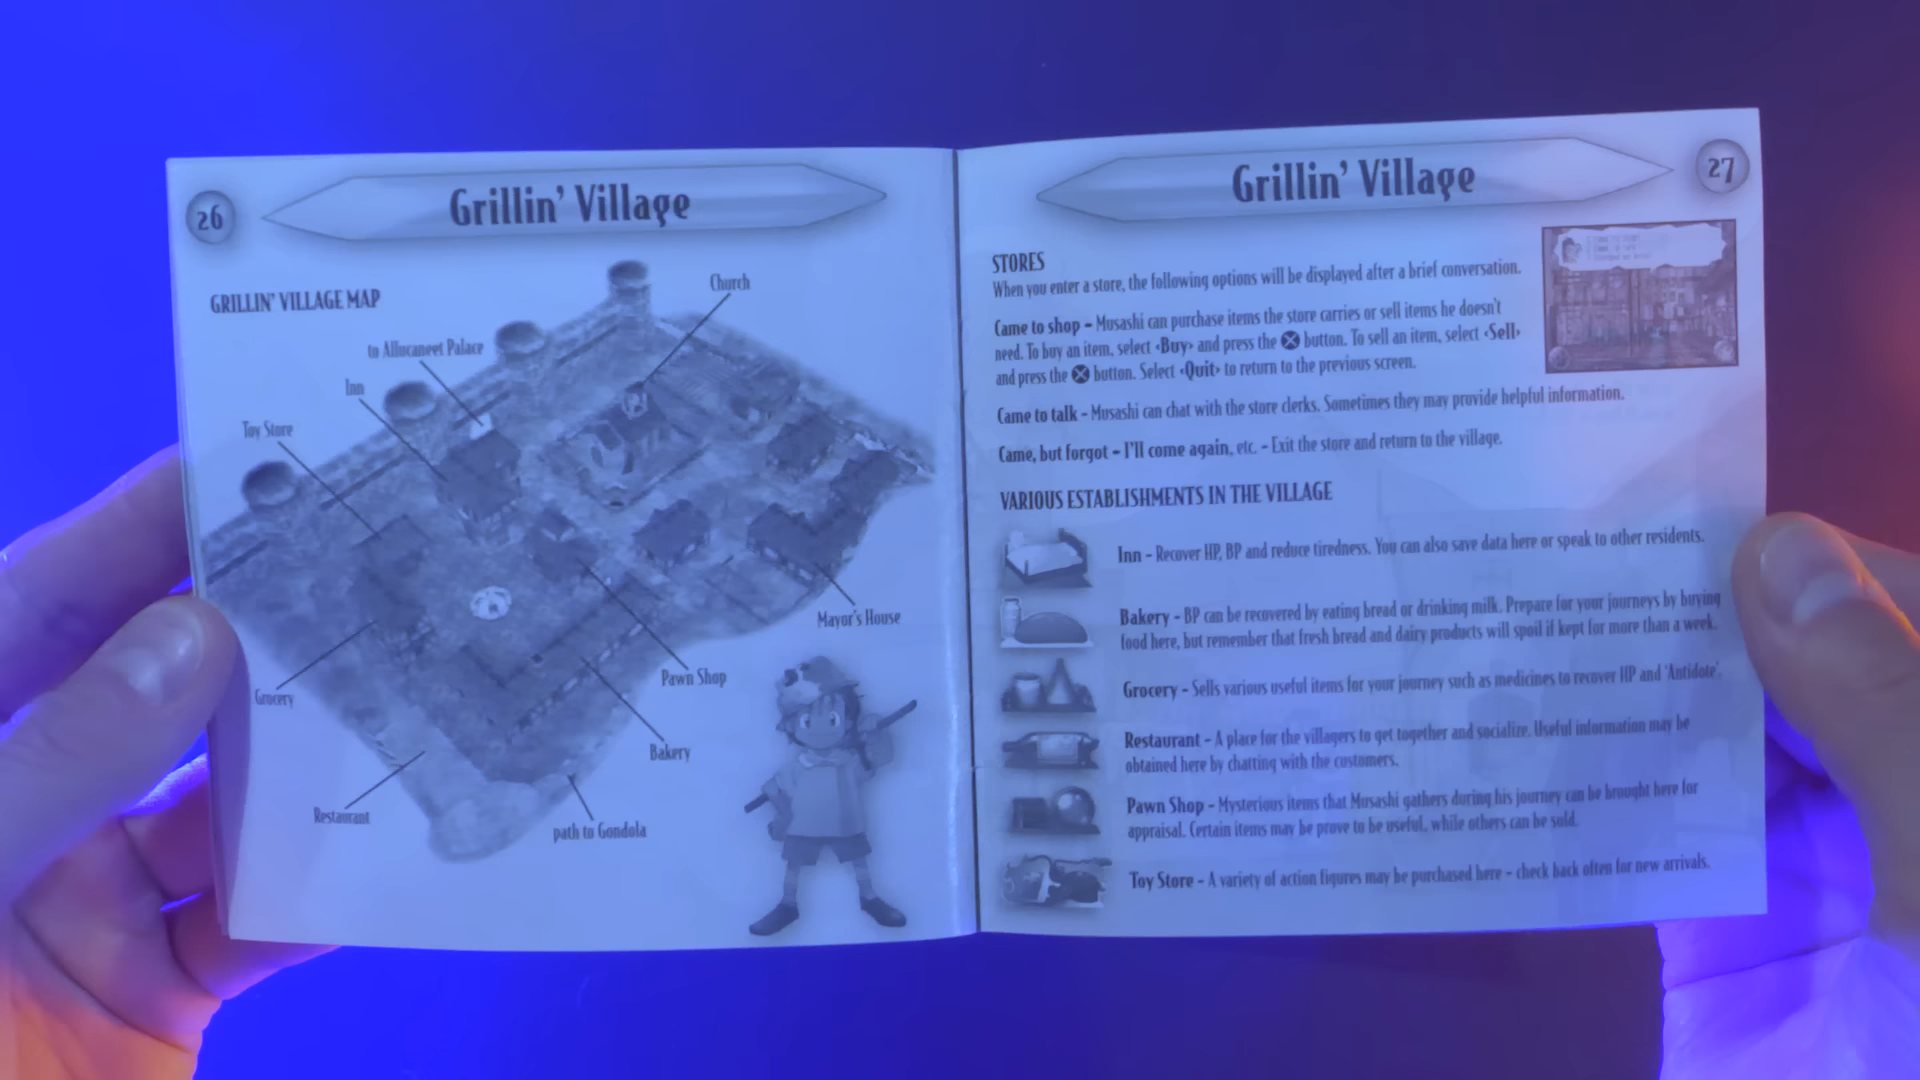 26
Grillin' Village
GRILLIN' VILLAGE MAP
Church
to Allucaneet Palace
Inn
Toy Store
Mayor's House
Pawn Shop
Grocery
Bakery
Restaurant
path to Gondola
Grillin' Village
27
STORES
When you enter a store, the following options will be displayed after a brief conversation.
Came to shop – Musashi can purchase items the store carries or sell items he doesn't
need. To buy an item, select ‹Buy› and press the ⊗ button. To sell an item, select ‹Sell›
and press the ⊗ button. Select ‹Quit› to return to the previous screen.
Came to talk – Musashi can chat with the store clerks. Sometimes they may provide helpful information.
Came, but forgot – I'll come again, etc. – Exit the store and return to the village.
VARIOUS ESTABLISHMENTS IN THE VILLAGE
Inn – Recover HP, BP and reduce tiredness. You can also save data here or speak to other residents.
Bakery – BP can be recovered by eating bread or drinking milk. Prepare for your journeys by buying
food here, but remember that fresh bread and dairy products will spoil if kept for more than a week.
Grocery – Sells various useful items for your journey such as medicines to recover HP and 'Antidote'.
Restaurant – A place for the villagers to get together and socialize. Useful information may be
obtained here by chatting with the customers.
Pawn Shop – Mysterious items that Musashi gathers during his journey can be brought here for
appraisal. Certain items may be prove to be useful, while others can be sold.
Toy Store – A variety of action figures may be purchased here – check back often for new arrivals.